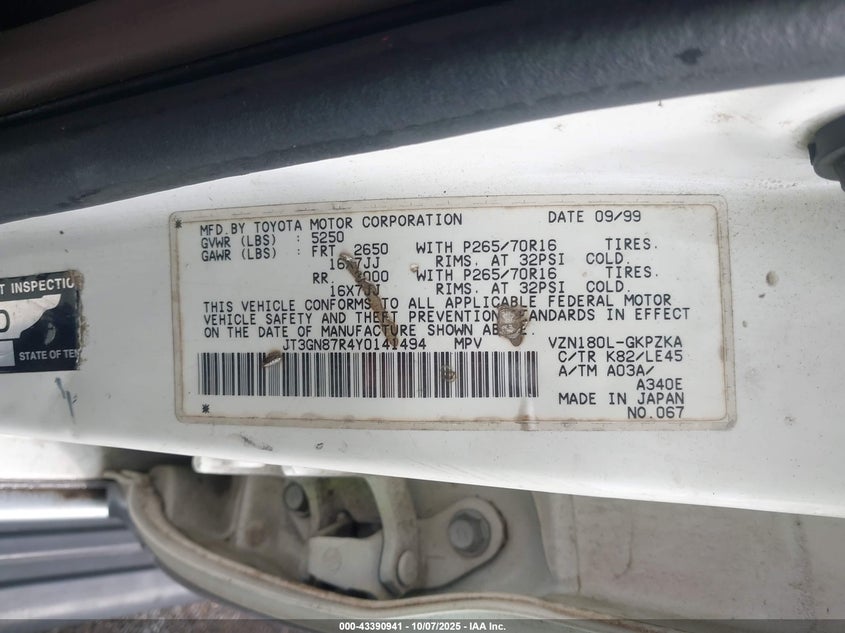 MFD.BY TOYOTA MOTOR CORPORATION DATE 09/99
GVWR (LBS) : 5250
GAWR (LBS) : FRT 2650 WITH P265/70R16 TIRES.
16X7JJ RIMS. AT 32PSI COLD.
RR 000 WITH P265/70R16 TIRES.
16X7JJ RIMS. AT 32PSI COLD.
THIS VEHICLE CONFORMS TO ALL APPLICABLE FEDERAL MOTOR
VEHICLE SAFETY AND THEFT PREVENTION STANDARDS IN EFFECT
ON THE DATE OF MANUFACTURE SHOWN ABOVE.
JT3GN87R4Y0141494 MPV VZN180L-GKPZKA
C/TR K82/LE45
A/TM A03A/
A340E
MADE IN JAPAN
NO.067
T INSPECTIO
0
STATE OF TE
000-43390941 - 10/07/2025 - IAA Inc.